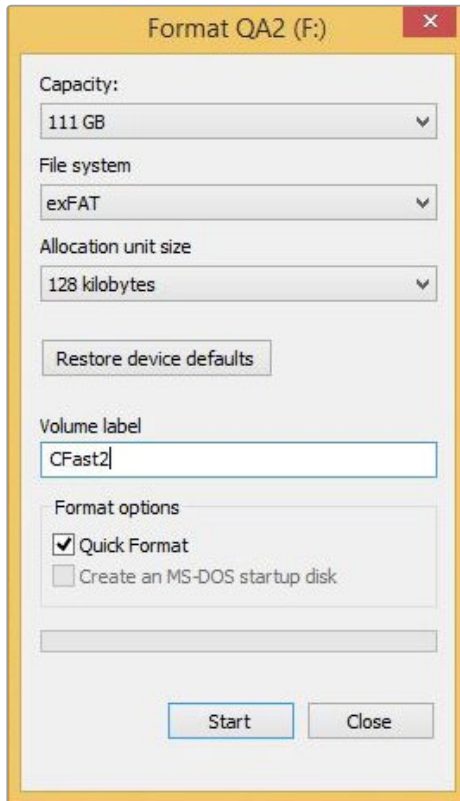 Format QA2 (F:)
Capacity:
111 GB
File system
exFAT
Allocation unit size
128 kilobytes
Restore device defaults
Volume label
CFast2
Format options
Quick Format
Create an MS-DOS startup disk
Start Close